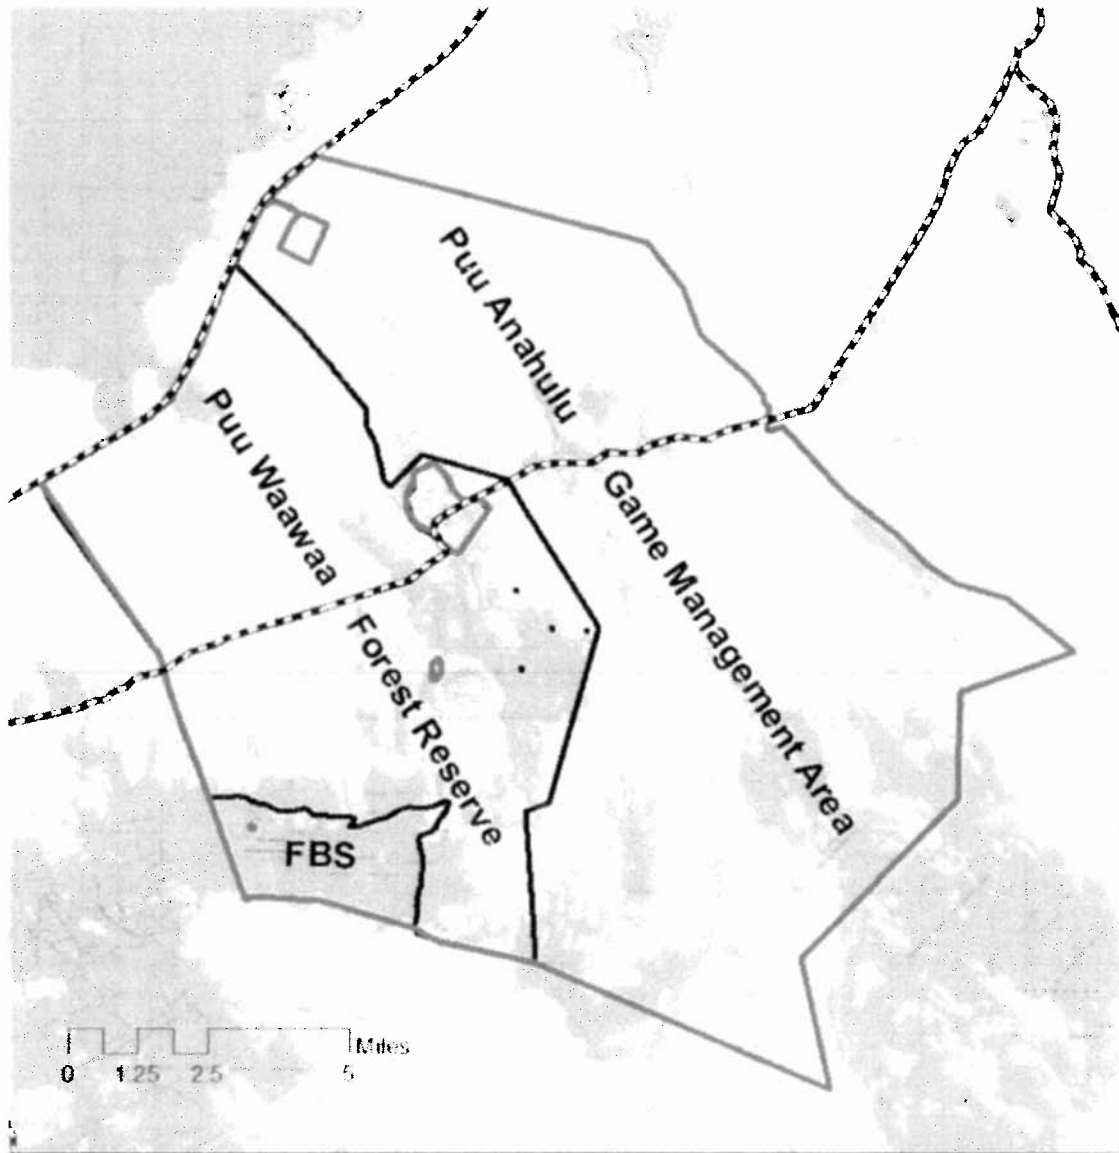 Puu Anahulu
Game Management Area
Puu Waawaa
Forest Reserve
FBS
Miles
0 1.25 2.5 5